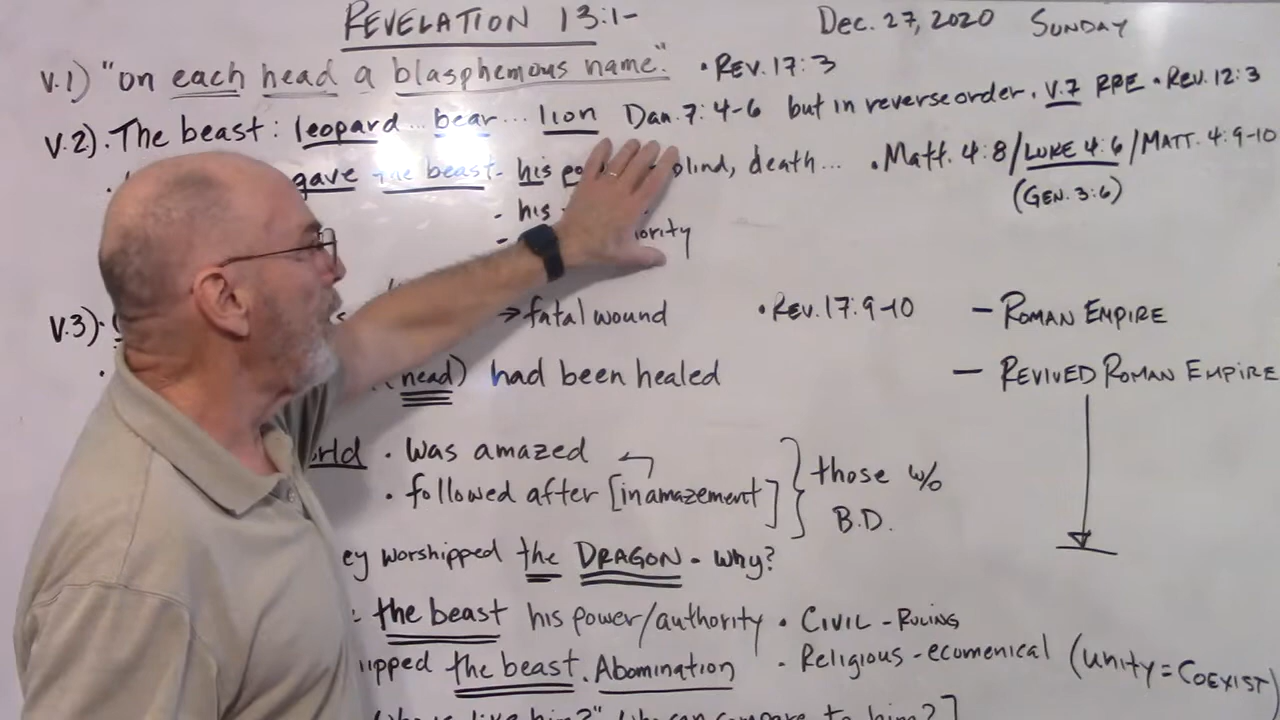 REVELATION 13:1- Dec. 27, 2020 SUNDAY
V.1) "on each head a blasphemous name." • REV. 17:3
V.2). The beast: leopard... bear... lion Dan. 7: 4-6 but in reverse order. V.7 RRE • REV. 12:3
gave the beast - his blind, death... • Matt. 4:8/LUKE 4:6/MATT. 4:9-10
- his (GEN. 3:6)
-
V.3) → fatal wound • REV. 17:9-10 - ROMAN EMPIRE
• (head) had been healed - REVIVED ROMAN EMPIRE
• was amazed
• followed after [in amazement] } those w/
B.D.
worshipped the DRAGON - why?
the beast his power/authority • CIVIL - RULING
the beast. Abomination • Religious - ecumenical (unity = COEXIST)
him?" compare to him?]